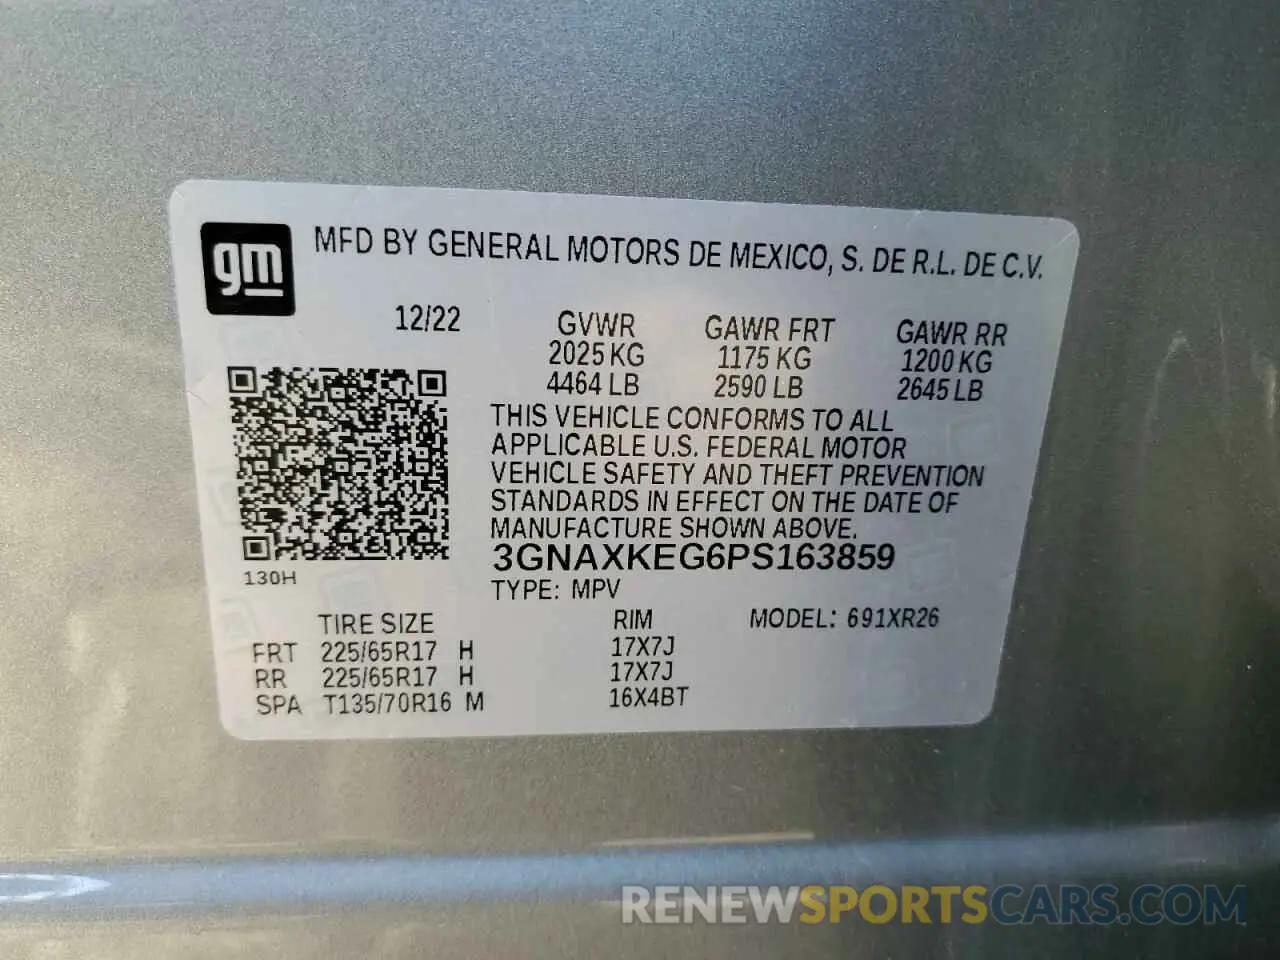 gm MFD BY GENERAL MOTORS DE MEXICO, S. DE R.L. DE C.V.
12/22 GVWR GAWR FRT GAWR RR
2025 KG 1175 KG 1200 KG
4464 LB 2590 LB 2645 LB
THIS VEHICLE CONFORMS TO ALL
APPLICABLE U.S. FEDERAL MOTOR
VEHICLE SAFETY AND THEFT PREVENTION
STANDARDS IN EFFECT ON THE DATE OF
MANUFACTURE SHOWN ABOVE.
3GNAXKEG6PS163859
130H
TYPE: MPV
TIRE SIZE RIM MODEL: 691XR26
FRT 225/65R17 H 17X7J
RR 225/65R17 H 17X7J
SPA T135/70R16 M 16X4BT
RENEWSPORTSCARS.COM